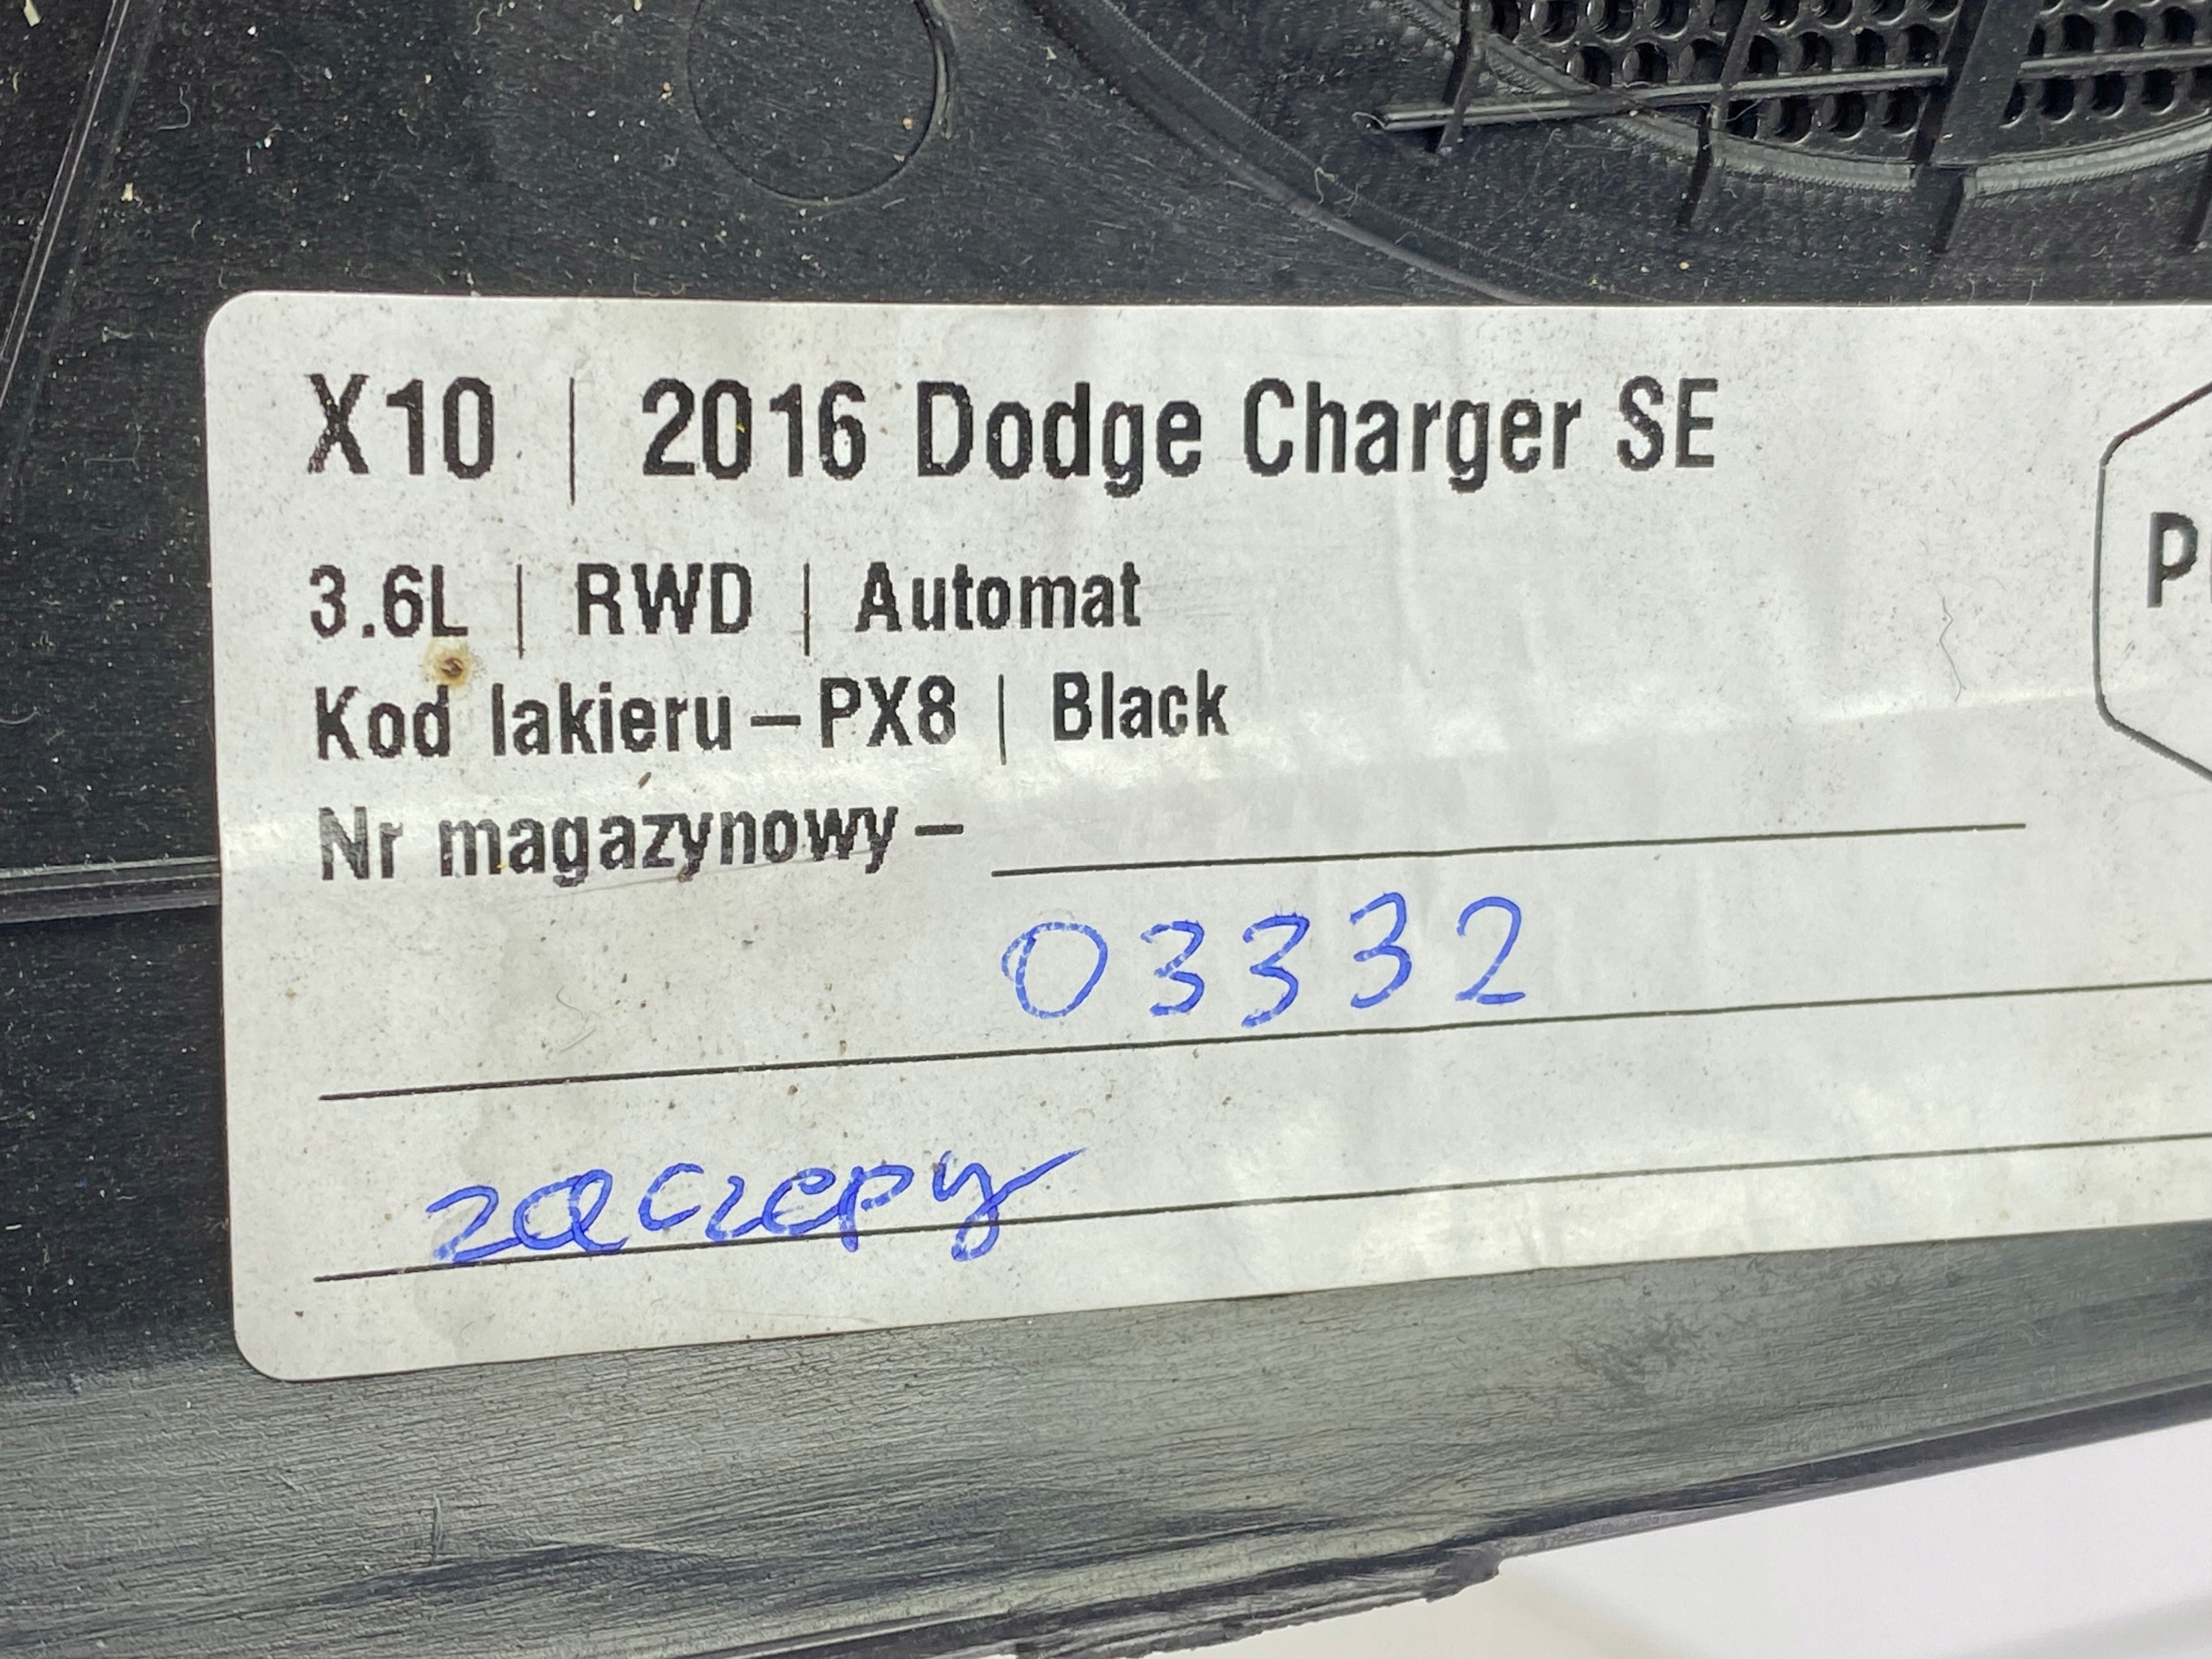 X10 | 2016 Dodge Charger SE
3.6L | RWD | Automat
Kod lakieru – PX8 | Black
Nr magazynowy –
03332
zaczepy